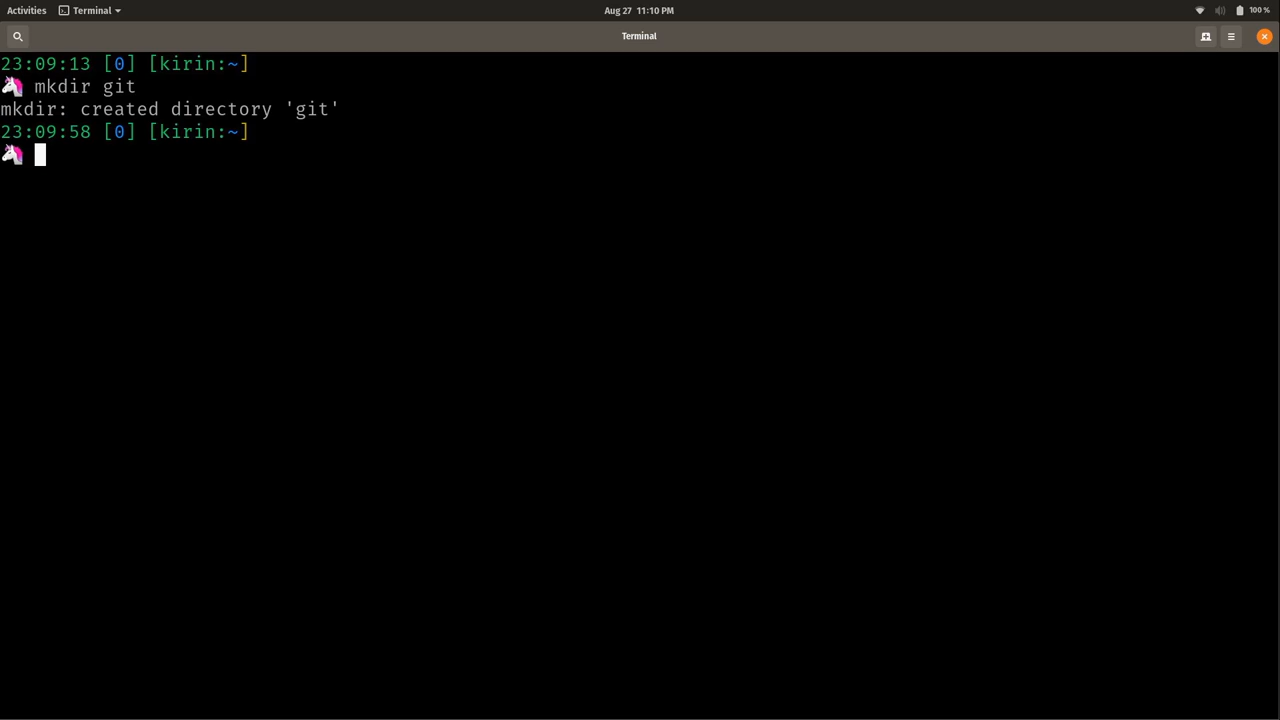 Activities Terminal Aug 27 11:10 PM 100 %
Terminal
23:09:13 [0] [kirin:~]
🦄 mkdir git
mkdir: created directory 'git'
23:09:58 [0] [kirin:~]
🦄